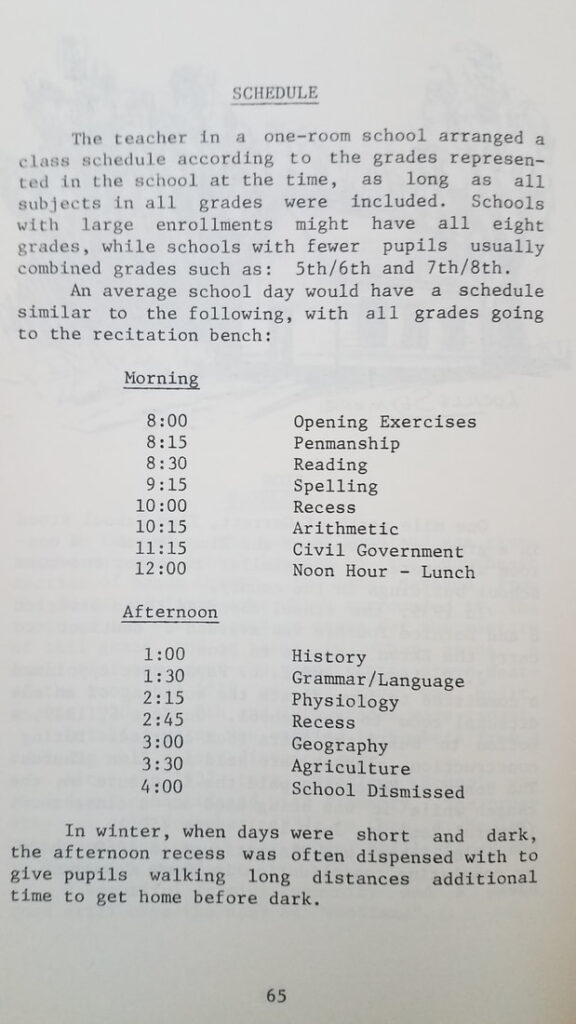 SCHEDULE
The teacher in a one-room school arranged a
class schedule according to the grades represen-
ted in the school at the time, as long as all
subjects in all grades were included. Schools
with large enrollments might have all eight
grades, while schools with fewer pupils usually
combined grades such as: 5th/6th and 7th/8th.
An average school day would have a schedule
similar to the following, with all grades going
to the recitation bench:
Morning
8:00 Opening Exercises
8:15 Penmanship
8:30 Reading
9:15 Spelling
10:00 Recess
10:15 Arithmetic
11:15 Civil Government
12:00 Noon Hour - Lunch
Afternoon
1:00 History
1:30 Grammar/Language
2:15 Physiology
2:45 Recess
3:00 Geography
3:30 Agriculture
4:00 School Dismissed
In winter, when days were short and dark,
the afternoon recess was often dispensed with to
give pupils walking long distances additional
time to get home before dark.
65